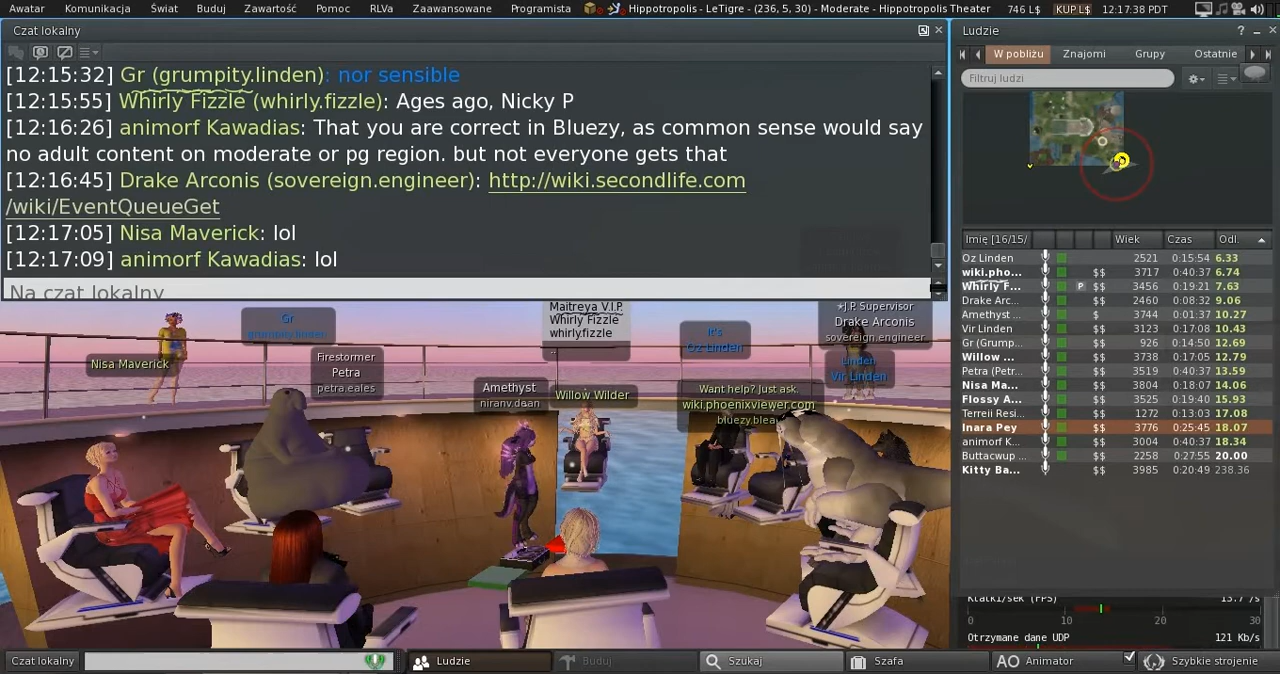 Awatar Komunikacja Świat Buduj Zawartość Pomoc RLVa Zaawansowane Programista Hippotropolis - LeTigre - (236, 5, 30) - Moderate - Hippotropolis Theater 746 L$ KUP L$ 12:17:38 PDT
Czat lokalny
[12:15:32] Gr (grumpity.linden): nor sensible
[12:15:55] Whirly Fizzle (whirly.fizzle): Ages ago, Nicky P
[12:16:26] animorf Kawadias: That you are correct in Bluezy, as common sense would say
no adult content on moderate or pg region. but not everyone gets that
[12:16:45] Drake Arconis (sovereign.engineer): http://wiki.secondlife.com
/wiki/EventQueueGet
[12:17:05] Nisa Maverick: lol
[12:17:09] animorf Kawadias: lol
Na czat lokalny
Nisa Maverick
Gr
grumpity.linden
Firestormer
Petra
petra.eales
Maitreya V.I.P.
Whirly Fizzle
whirly.fizzle
Amethyst
niranv.dean
Willow Wilder
It's
Oz Linden
Want help? Just ask.
wiki.phoenixviewer.com
bluezy.blea
J.P. Supervisor
Drake Arconis
sovereign.engineer
Linden
Vir Linden
Ludzie
W pobliżu Znajomi Grupy Ostatnie
Filtruj ludzi
Imię [16/15/ Wiek Czas Odl.
Oz Linden 2521 0:15:54 6.33
wiki.pho... $$ 3717 0:40:37 6.74
Whirly F... P $$ 3456 0:19:21 7.63
Drake Arc... $$ 2460 0:08:32 9.06
Amethyst ... $$ 3744 0:01:37 10.27
Vir Linden $$ 3123 0:17:08 10.43
Gr (Grump... $$ 926 0:14:50 12.69
Willow ... $$ 3738 0:17:05 12.79
Petra (Petr... $$ 3519 0:40:37 13.59
Nisa Ma... $$ 3804 0:18:07 14.06
Flossy A... $$ 3525 0:19:40 15.93
Terreii Resi... $$ 1272 0:13:03 17.08
Inara Pey $$ 3776 0:25:45 18.07
animorf K... $$ 3004 0:40:37 18.34
Buttacwup ... $$ 2258 0:27:55 20.00
Kitty Ba... $$ 3985 0:20:49 238.36
Klatki/sek (FPS) 13.7 /s
0 10 20 30
Otrzymane dane UDP 121 Kb/s
Czat lokalny Ludzie Buduj Szukaj Szafa AO Animator Szybkie strojenie